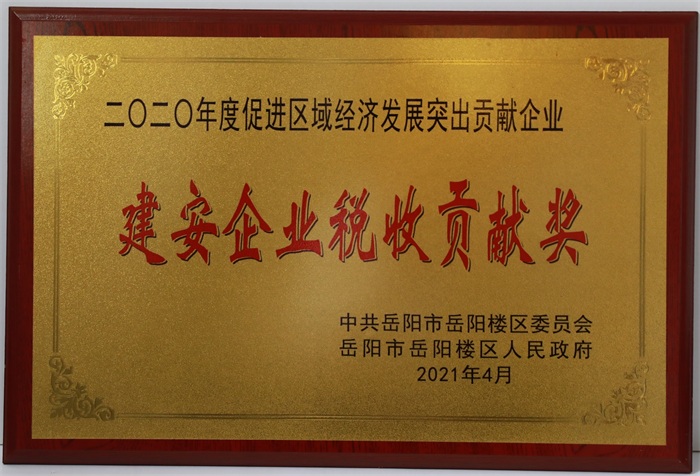 二〇二〇年度促进区域经济发展突出贡献企业
建安企业税收贡献奖
中共岳阳市岳阳楼区委员会
岳阳市岳阳楼区人民政府
2021年4月